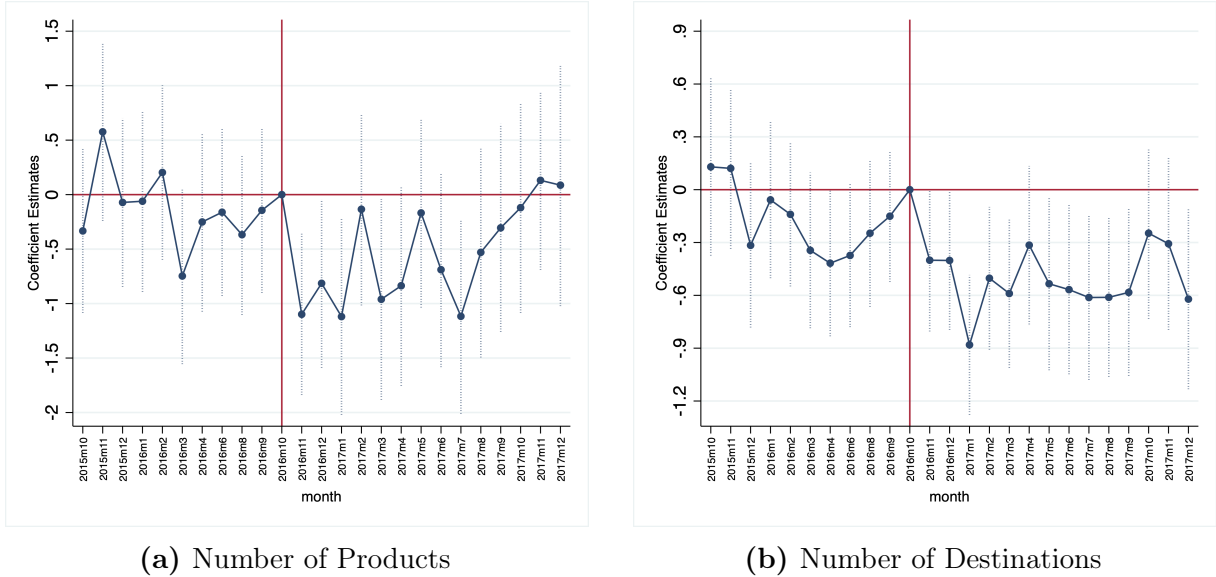 1.5
1
.5
0
-.5
-1
-1.5
-2
Coefficient Estimates
2015m10
2015m11
2015m12
2016m1
2016m2
2016m3
2016m4
2016m6
2016m8
2016m9
2016m10
2016m11
2016m12
2017m1
2017m2
2017m3
2017m4
2017m5
2017m6
2017m7
2017m8
2017m9
2017m10
2017m11
2017m12
month
(a) Number of Products
.9
.6
.3
0
-.3
-.6
-.9
-1.2
Coefficient Estimates
2015m10
2015m11
2015m12
2016m1
2016m2
2016m3
2016m4
2016m6
2016m8
2016m9
2016m10
2016m11
2016m12
2017m1
2017m2
2017m3
2017m4
2017m5
2017m6
2017m7
2017m8
2017m9
2017m10
2017m11
2017m12
month
(b) Number of Destinations